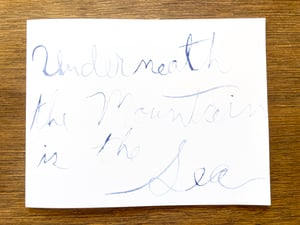 Underneath
the Mountain
is the
Sea